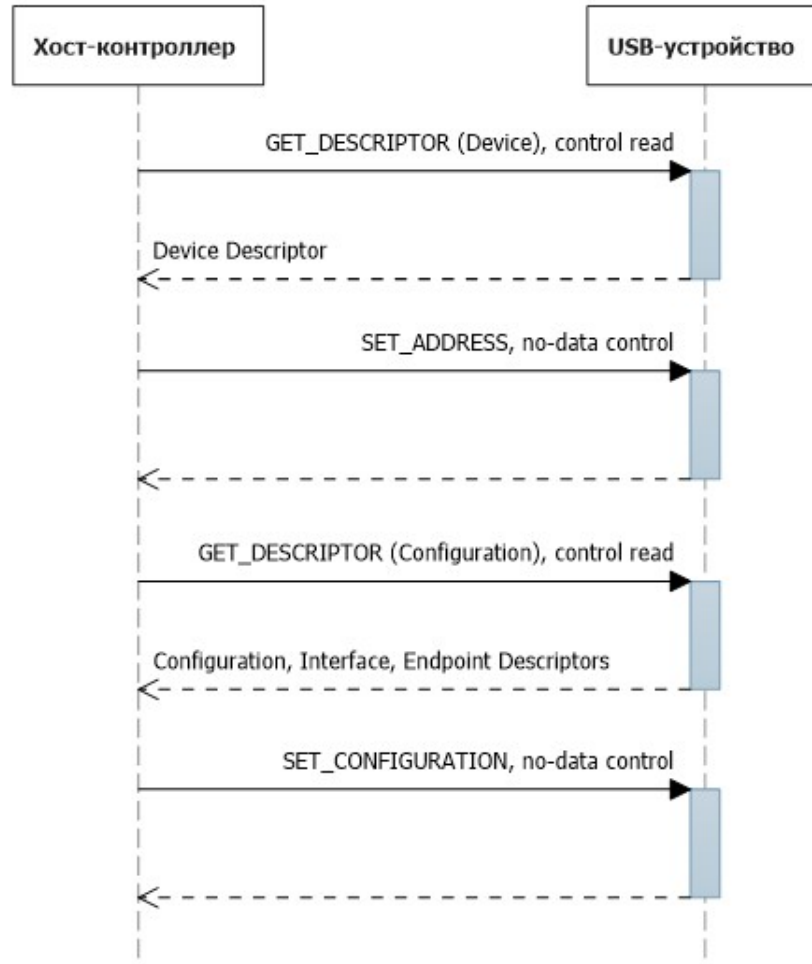 Хост-контроллер
USB-устройство
GET_DESCRIPTOR (Device), control read
Device Descriptor
SET_ADDRESS, no-data control
GET_DESCRIPTOR (Configuration), control read
Configuration, Interface, Endpoint Descriptors
SET_CONFIGURATION, no-data control